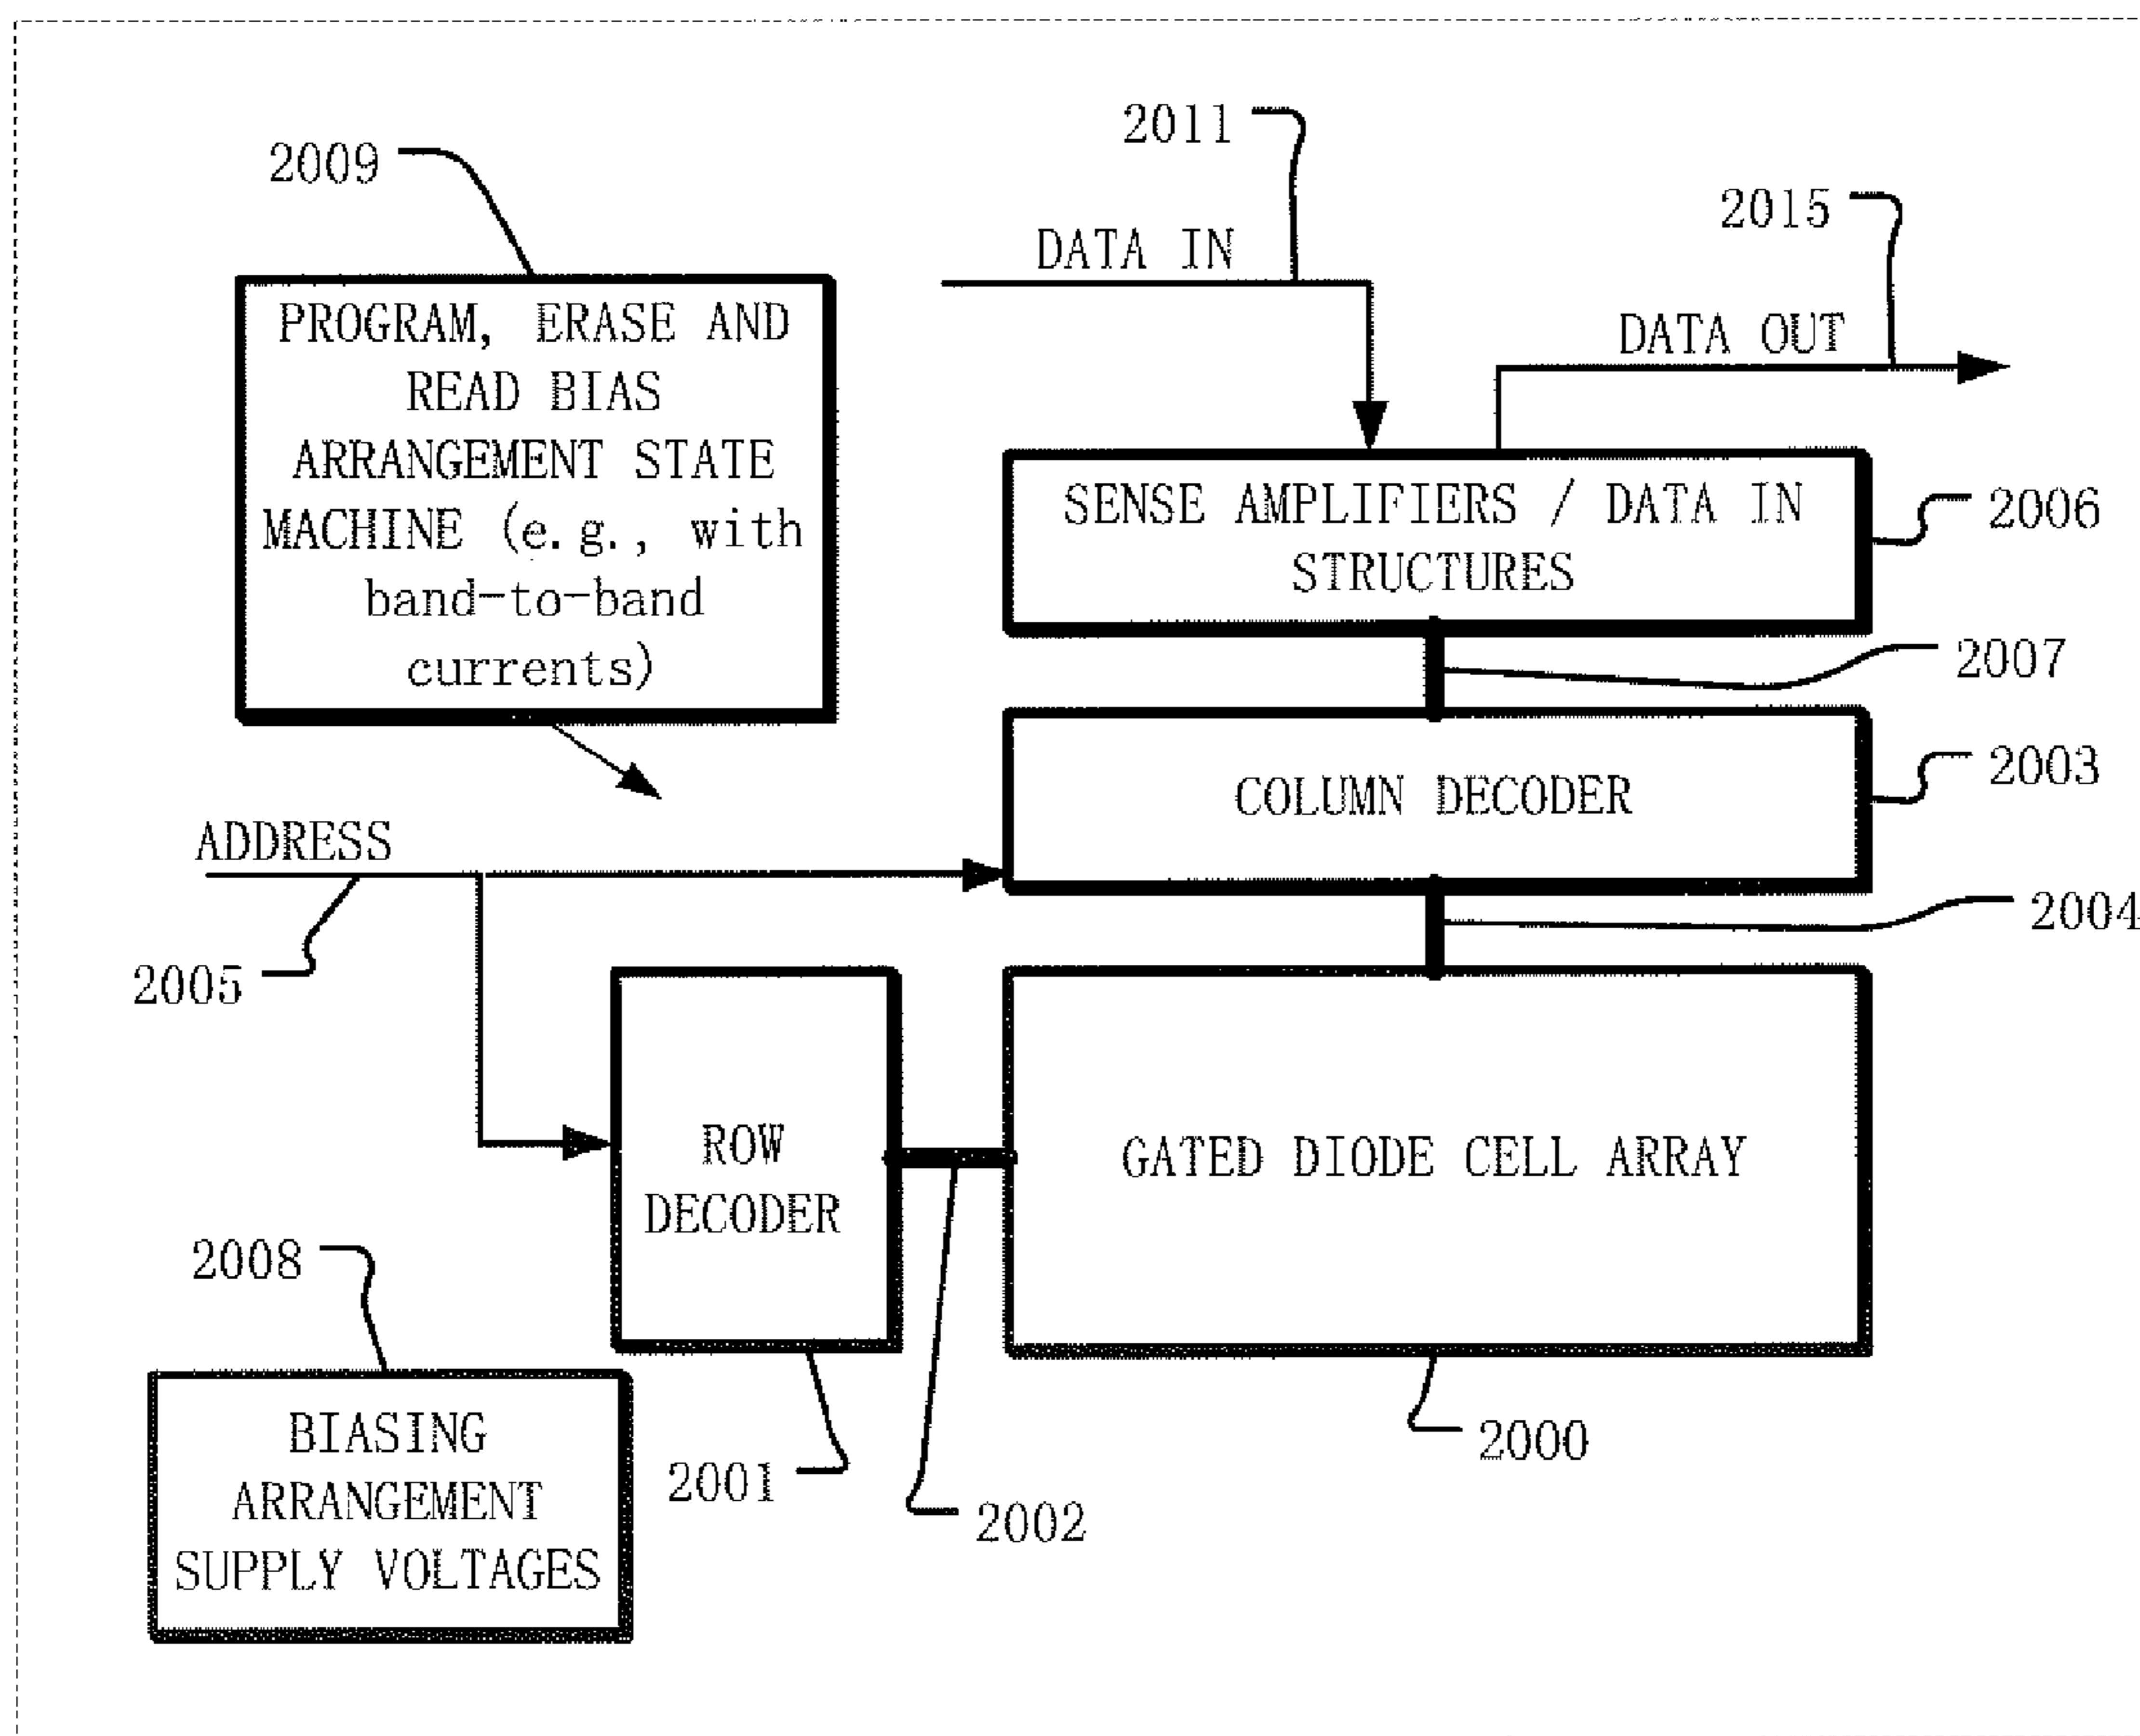 2011
2009
2015
DATA IN
PROGRAM, ERASE AND
READ BIAS
ARRANGEMENT STATE
MACHINE (e.g., with
band-to-band
currents)
DATA OUT
SENSE AMPLIFIERS / DATA IN
STRUCTURES
2006
2007
COLUMN DECODER
2003
ADDRESS
2004
2005
ROW
DECODER
GATED DIODE CELL ARRAY
2008
BIASING
ARRANGEMENT
SUPPLY VOLTAGES
2001
2002
2000